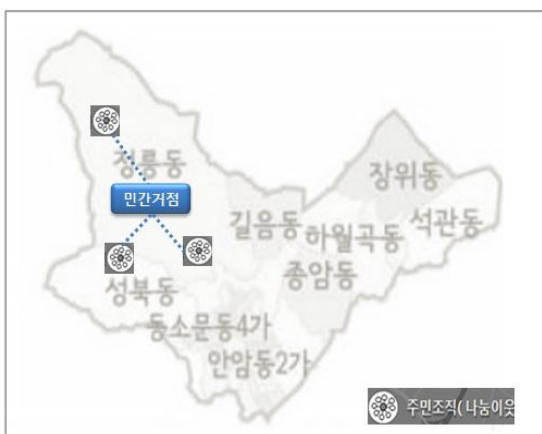 정릉동
민간거점
장위동
길음동
하월곡동
석관동
종암동
성북동
동소문동4가
안암동2가
주민조직( 나눔이웃